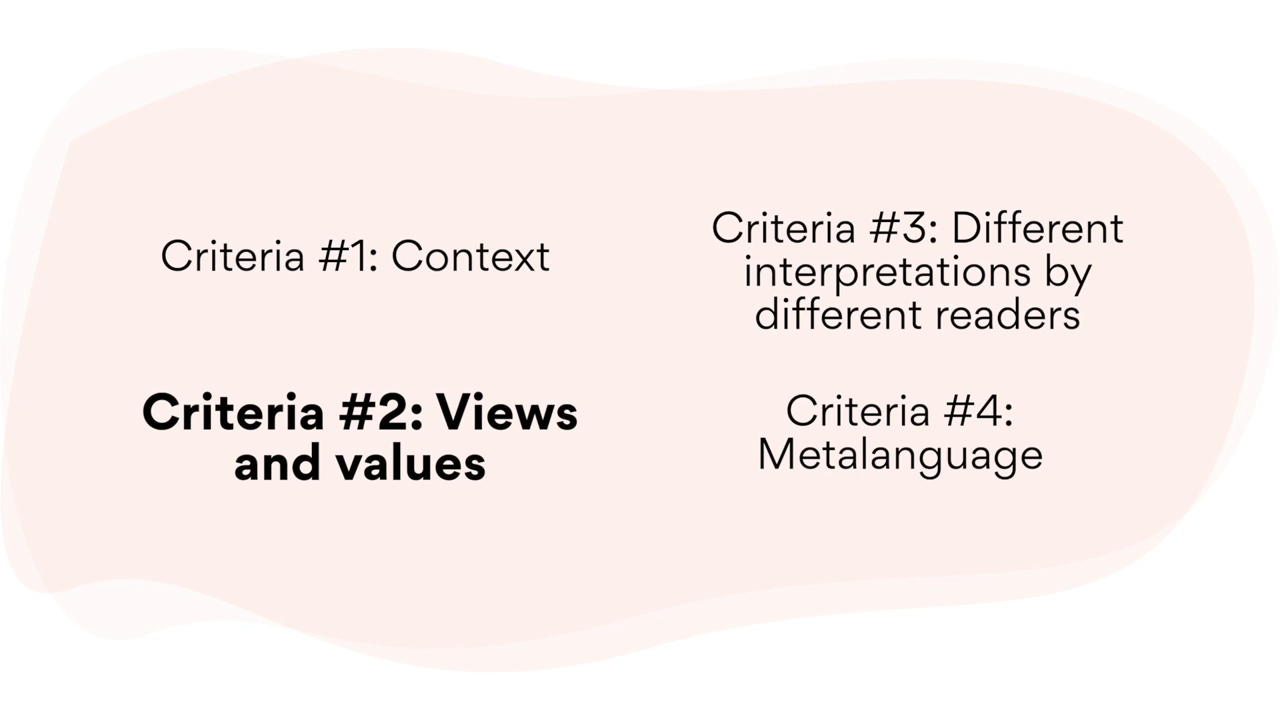 Criteria #1: Context
Criteria #2: Views
and values
Criteria #3: Different
interpretations by
different readers
Criteria #4:
Metalanguage